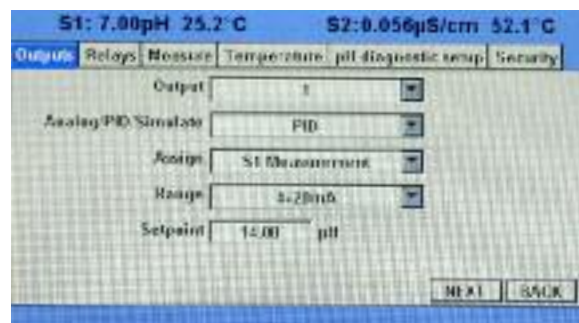 S1: 7.00pH 25.2°C S2:0.056µS/cm 52.1°C
Outputs Relays Measure Temperature pH diagnostic setup Security
Output 1
Analog/PID/Simulate PID
Assign S1 Measurement
Range 4-20mA
Setpoint 14.00 pH
NEXT BACK